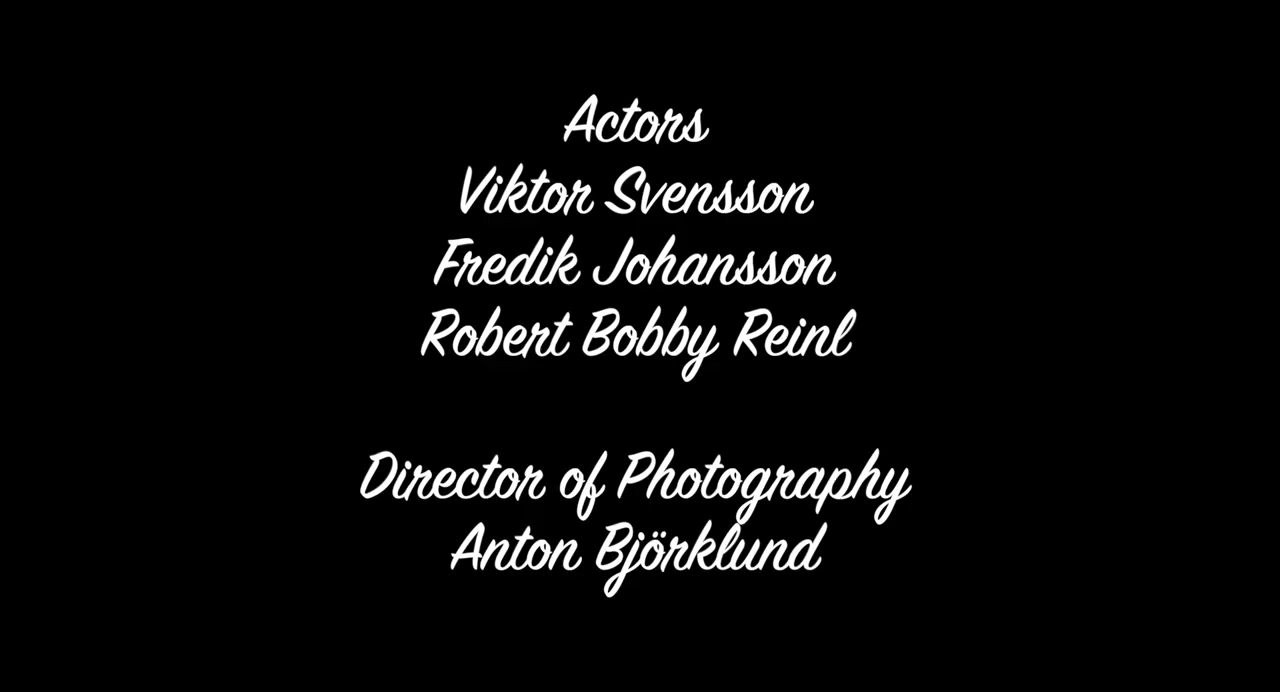 Actors
Viktor Svensson
Fredik Johansson
Robert Bobby Reinl
Director of Photography
Anton Björklund